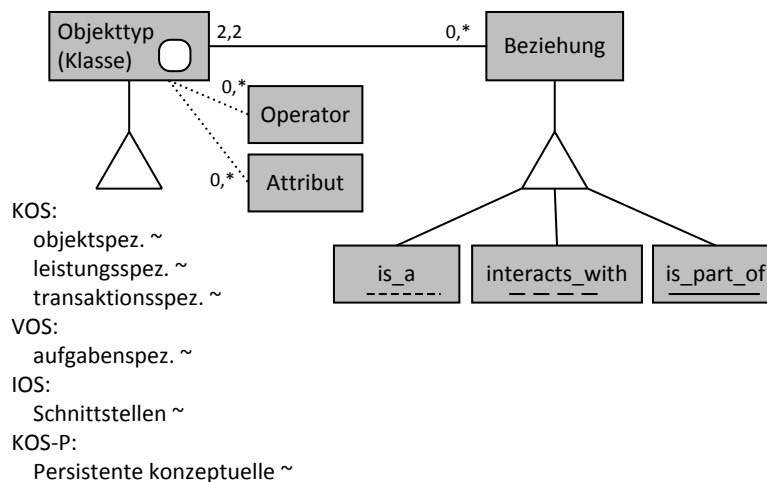 Objekttyp
(Klasse)
2,2
0,*
Beziehung
0,*
Operator
0,*
Attribut
KOS:
objektspez. ~
leistungsspez. ~
transaktionsspez. ~
VOS:
aufgabenspez. ~
IOS:
Schnittstellen ~
KOS-P:
Persistente konzeptuelle ~
is_a
interacts_with
is_part_of